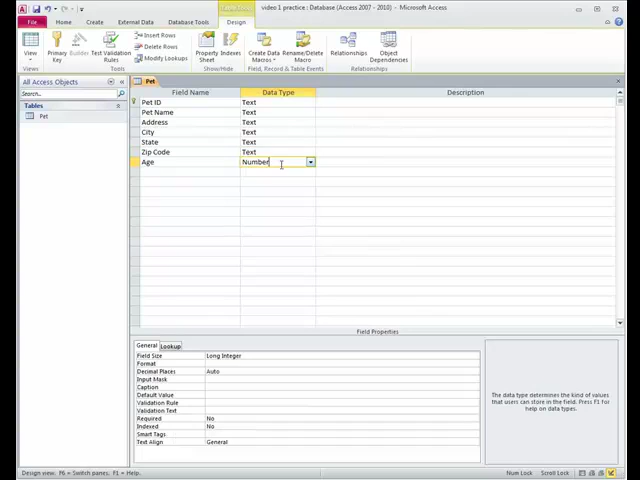 video 1 practice : Database (Access 2007 - 2010) - Microsoft Access
File Home Create External Data Database Tools Design
View
Primary Key
Builder
Test Validation Rules
Insert Rows
Delete Rows
Modify Lookups
Property Sheet
Indexes
Create Data Macros
Rename/Delete Macro
Relationships
Object Dependencies
Views Tools Show/Hide Field, Record & Table Events Relationships
All Access Objects
Search...
Tables
Pet
Pet
Field Name Data Type Description
Pet ID Text
Pet Name Text
Address Text
City Text
State Text
Zip Code Text
Age Number
Field Properties
General Lookup
Field Size Long Integer
Format
Decimal Places Auto
Input Mask
Caption
Default Value
Validation Rule
Validation Text
Required No
Indexed No
Smart Tags
Text Align General
The data type determines the kind of values
that users can store in the field. Press F1 for
help on data types.
Design view. F6 = Switch panes. F1 = Help.
Num Lock Scroll Lock